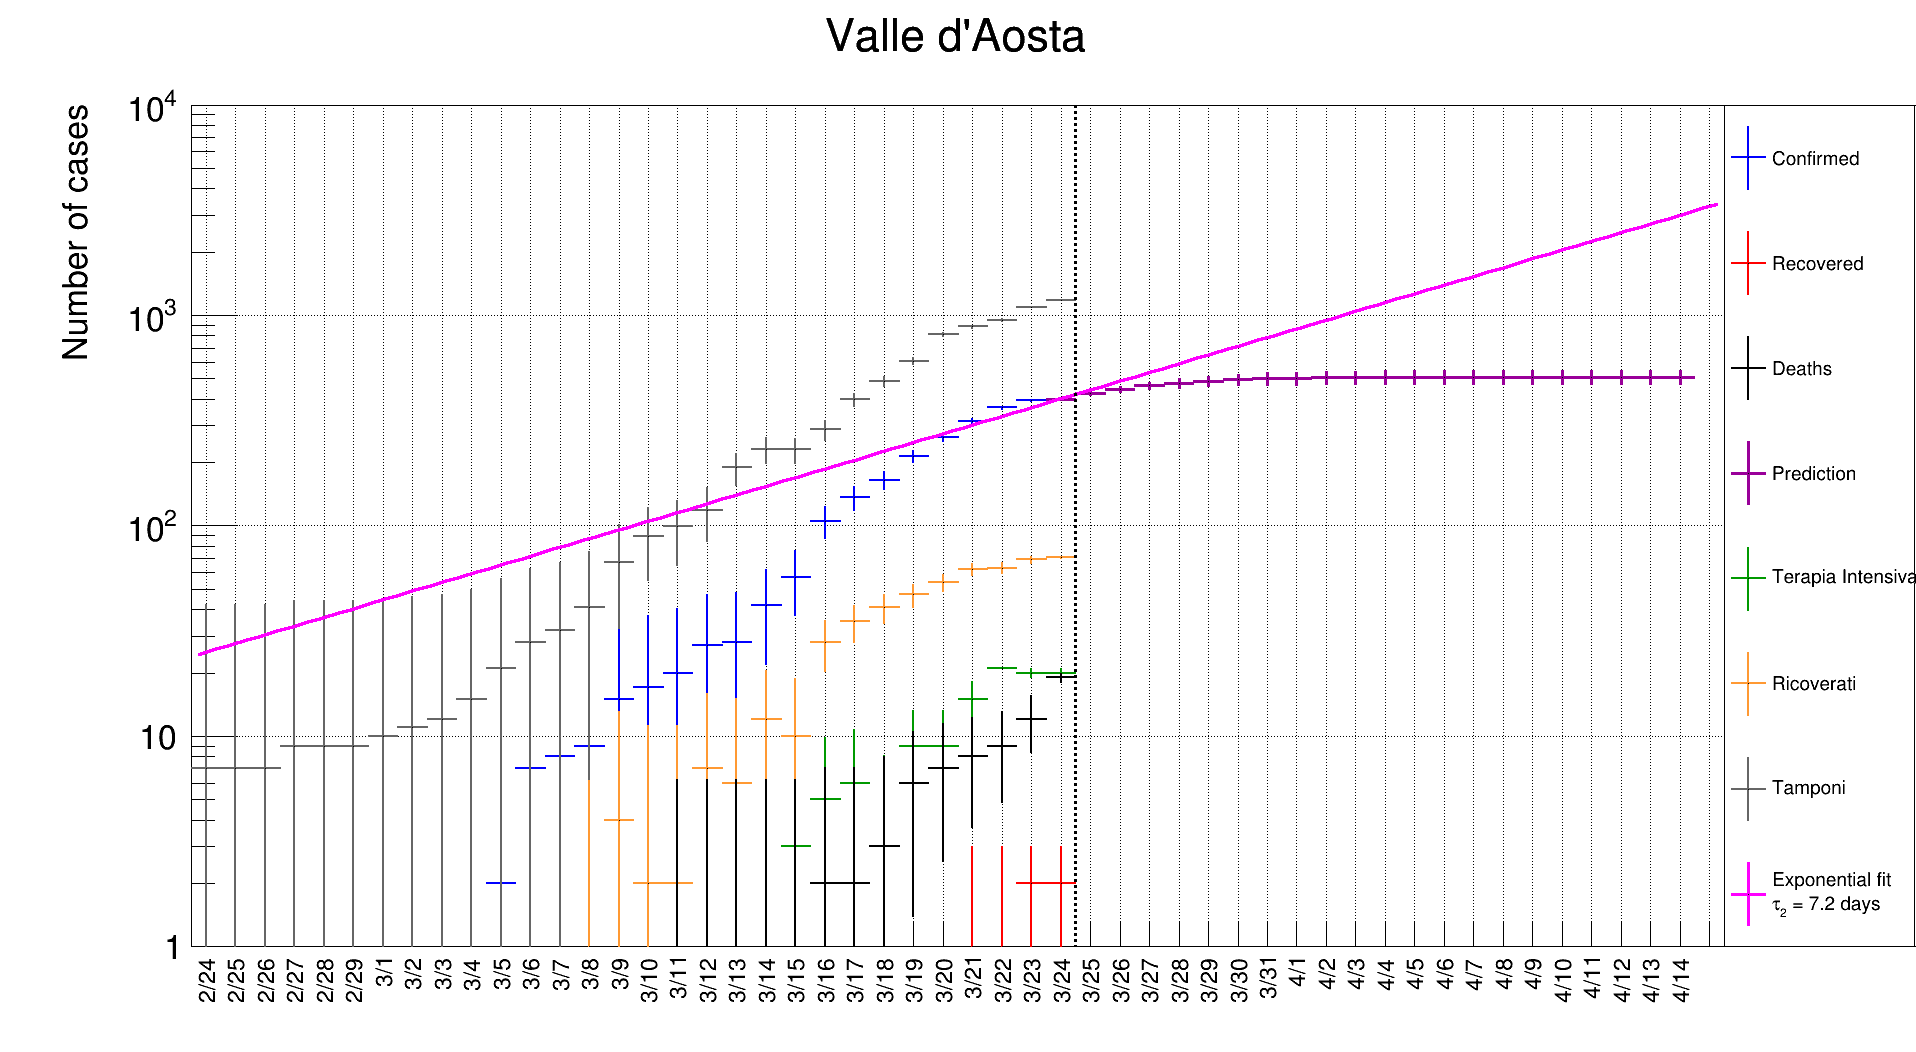 Valle d'Aosta
Number of cases
10⁴
10³
10²
10
1
2/24 2/25 2/26 2/27 2/28 2/29 3/1 3/2 3/3 3/4 3/5 3/6 3/7 3/8 3/9 3/10 3/11 3/12 3/13 3/14 3/15 3/16 3/17 3/18 3/19 3/20 3/21 3/22 3/23 3/24 3/25 3/26 3/27 3/28 3/29 3/30 3/31 4/1 4/2 4/3 4/4 4/5 4/6 4/7 4/8 4/9 4/10 4/11 4/12 4/13 4/14
Confirmed
Recovered
Deaths
Prediction
Terapia Intensiva
Ricoverati
Tamponi
Exponential fit
τ₂ = 7.2 days